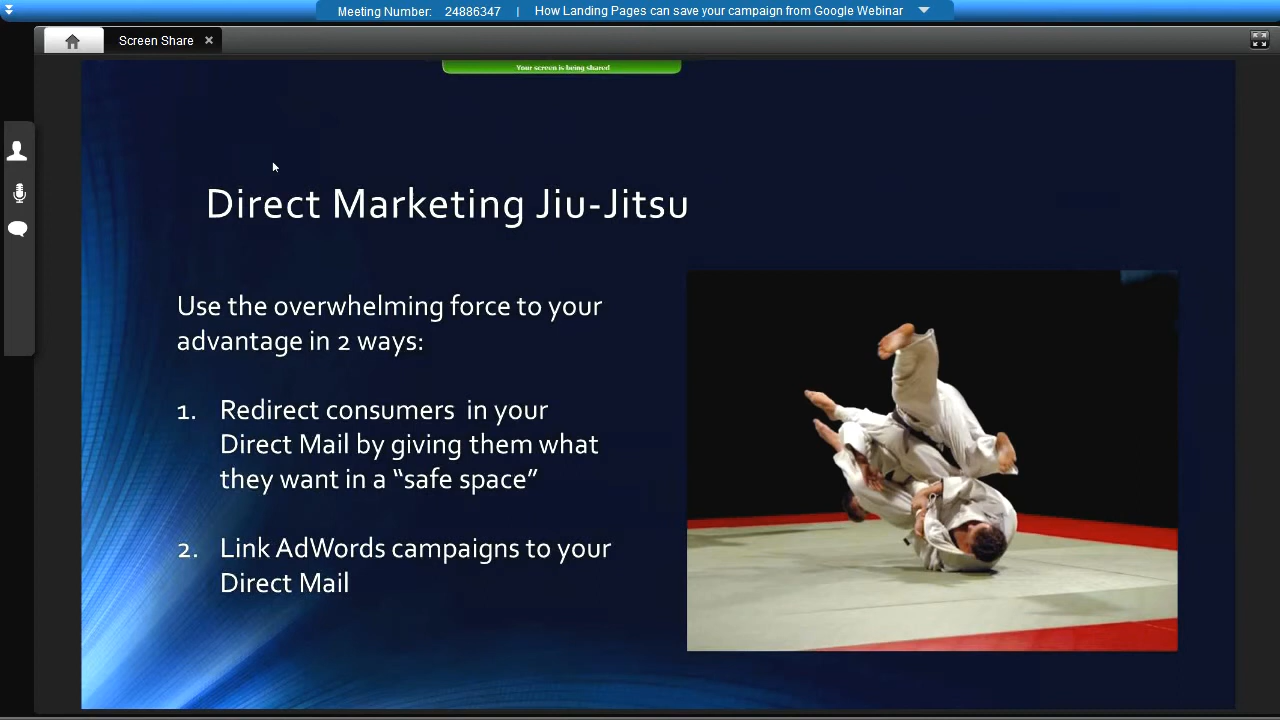 Meeting Number: 24886347 | How Landing Pages can save your campaign from Google Webinar
Screen Share
Your screen is being shared
Direct Marketing Jiu-Jitsu
Use the overwhelming force to your
advantage in 2 ways:
1. Redirect consumers in your
Direct Mail by giving them what
they want in a “safe space”
2. Link AdWords campaigns to your
Direct Mail